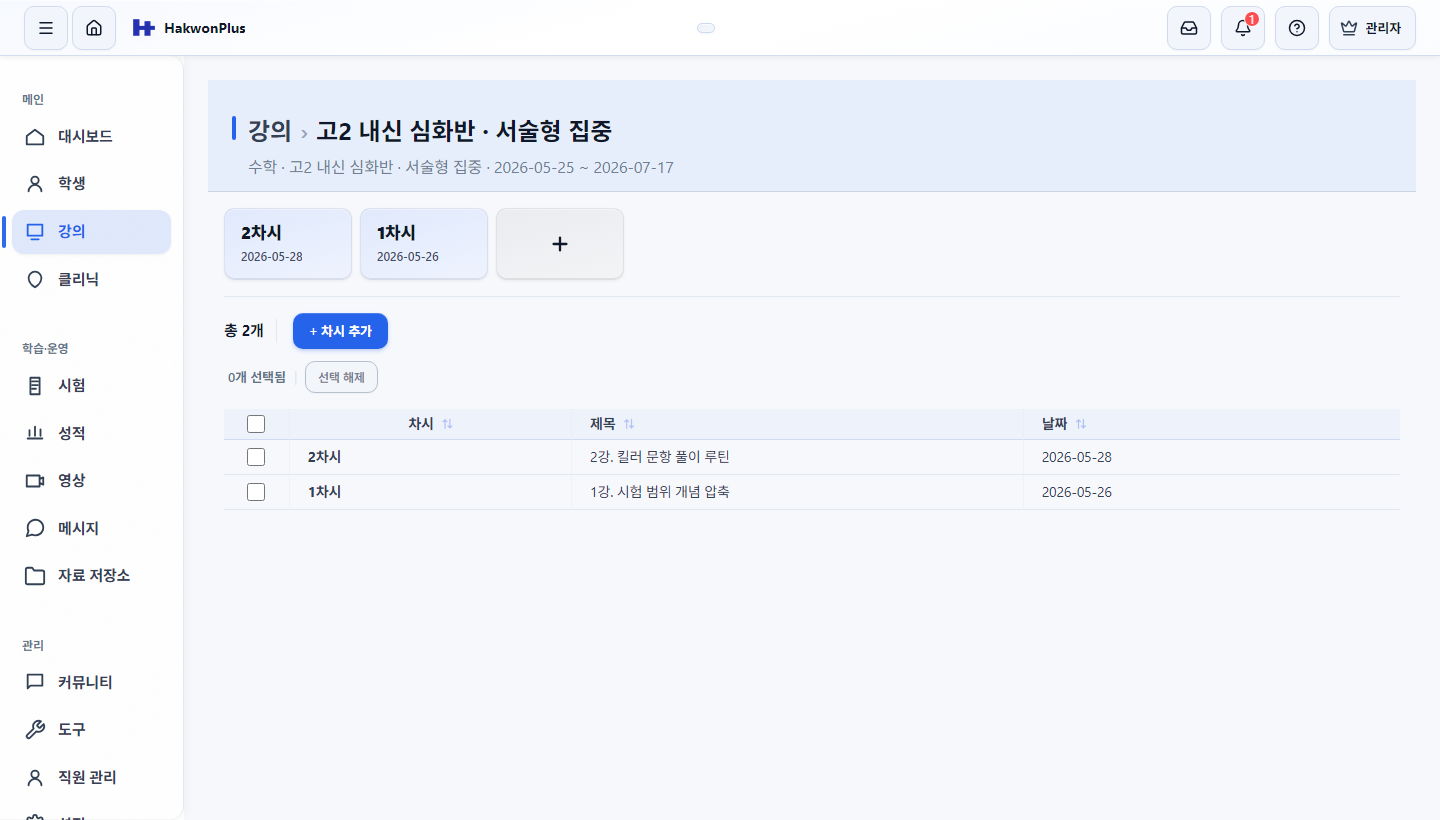 HakwonPlus
1
관리자
메인
대시보드
학생
강의
클리닉
학습·운영
시험
성적
영상
메시지
자료 저장소
관리
커뮤니티
도구
직원 관리
강의 › 고2 내신 심화반 · 서술형 집중
수학 · 고2 내신 심화반 · 서술형 집중 · 2026-05-25 ~ 2026-07-17
2차시
2026-05-28
1차시
2026-05-26
+
총 2개
+ 차시 추가
0개 선택됨
선택 해제
차시 제목 날짜
2차시 2강. 킬러 문항 풀이 루틴 2026-05-28
1차시 1강. 시험 범위 개념 압축 2026-05-26